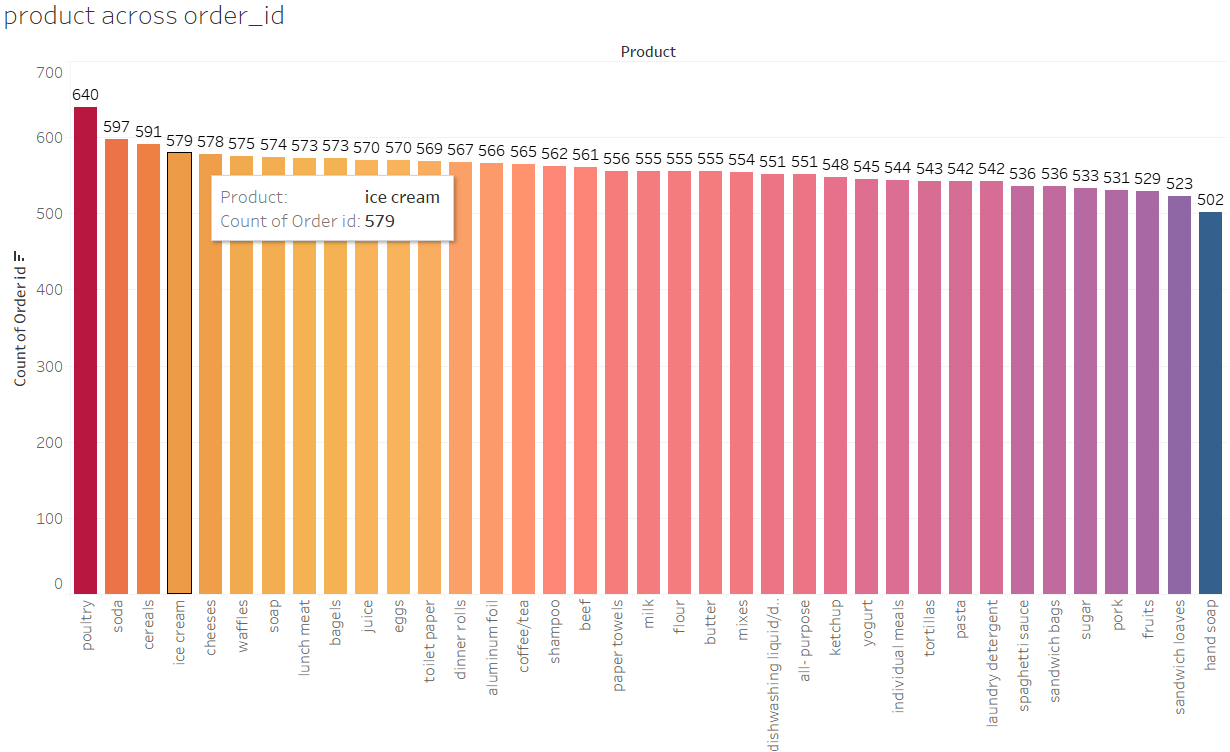 product across order_id
Product
700
640
597
591
579
578
575
574
573
573
570
570
569
567
566
565
562
561
556
555
555
555
554
551
551
548
545
544
543
542
542
536
536
533
531
529
523
502
600
500
400
300
200
100
0
Count of Order id
Product: ice cream
Count of Order id: 579
poultry
soda
cereals
ice cream
cheeses
waffles
soap
lunch meat
bagels
juice
eggs
toilet paper
dinner rolls
aluminum foil
coffee/tea
shampoo
beef
paper towels
milk
flour
butter
mixes
dishwashing liquid/d..
all- purpose
ketchup
yogurt
individual meals
tortillas
pasta
laundry detergent
spaghetti sauce
sandwich bags
sugar
pork
fruits
sandwich loaves
hand soap